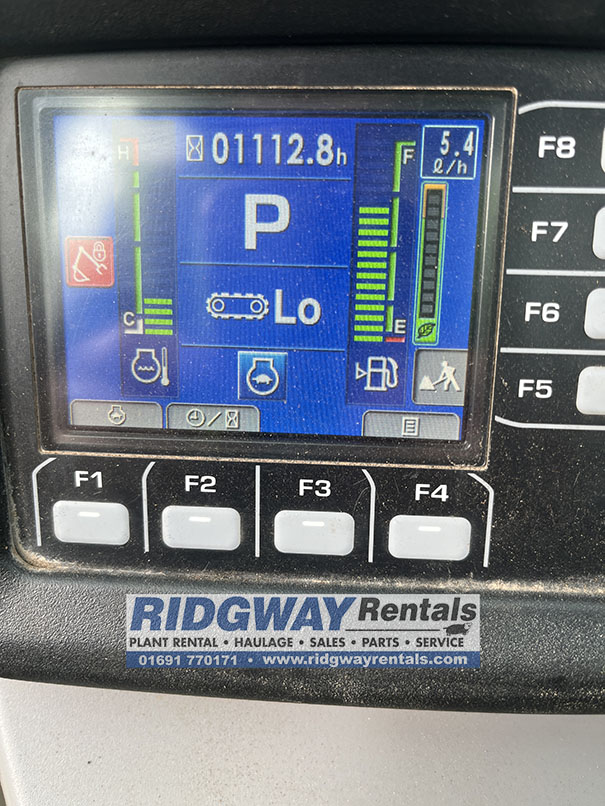 H
01112.8h
F
5.4
ℓ/h
F8
P
F7
Lo
C
E
F6
F5
F1
F2
F3
F4
RIDGWAY Rentals
PLANT RENTAL • HAULAGE • SALES • PARTS • SERVICE
01691 770171 • www.ridgwayrentals.com